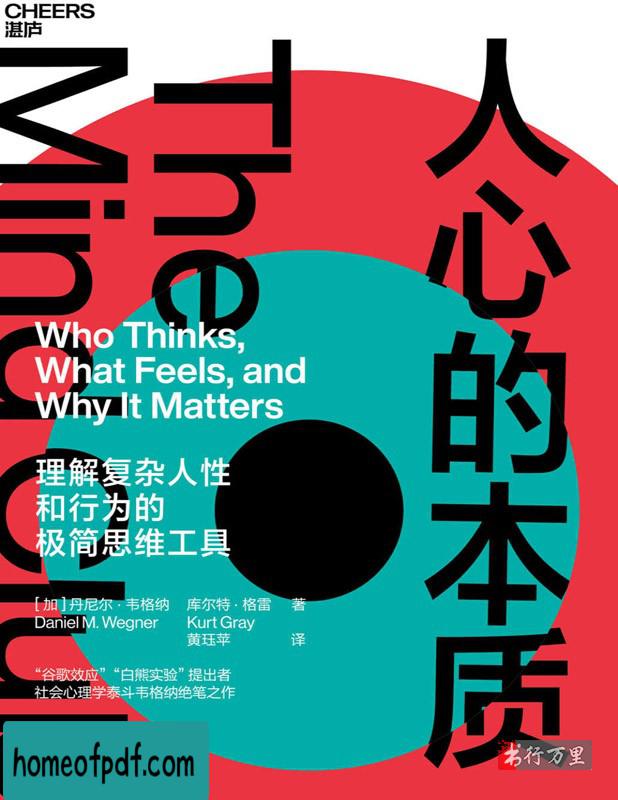 CHEERS
湛庐
The
Mind Club
人心的本质
Who Thinks,
What Feels, and
Why It Matters
理解复杂人性
和行为的
极简思维工具
[加]丹尼尔·韦格纳 库尔特·格雷 著
Daniel M. Wegner Kurt Gray
黄珏苹 译
“谷歌效应”“白熊实验”提出者
社会心理学泰斗韦格纳绝笔之作
homeofpdf.com
书行万里